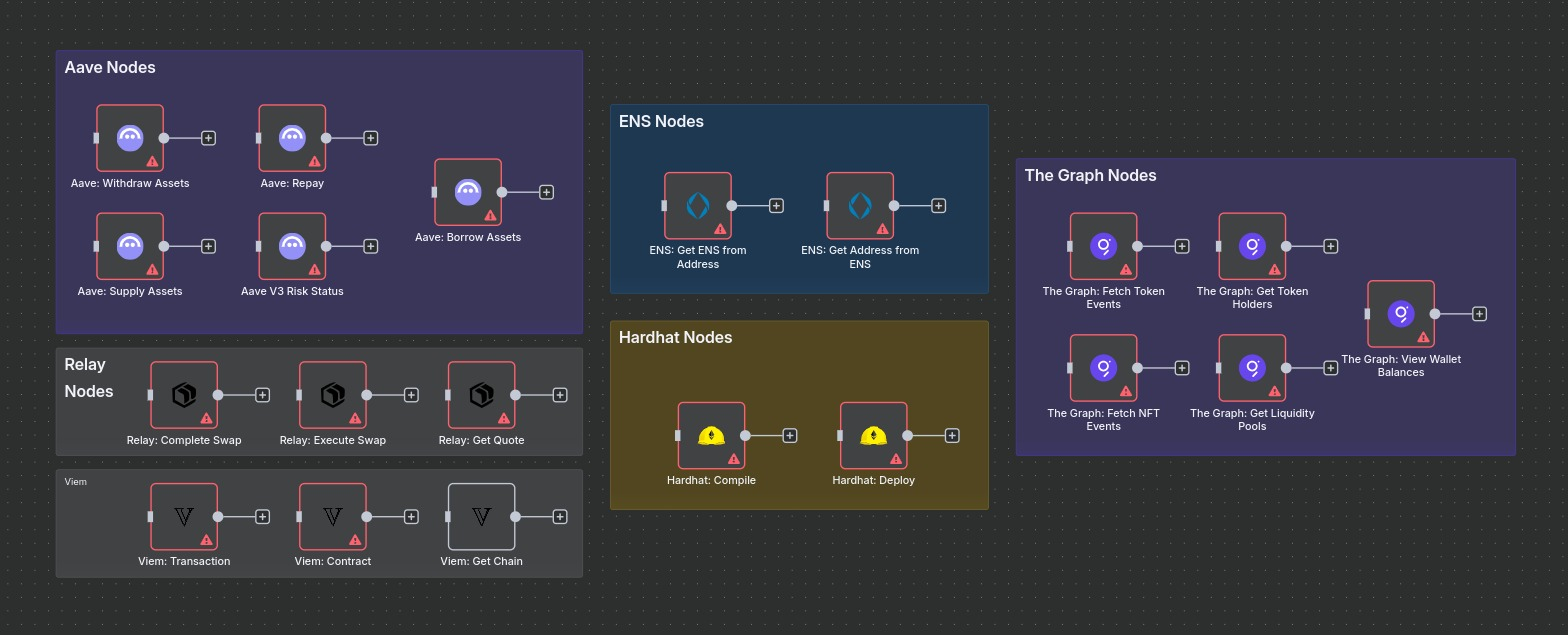 Aave Nodes
Aave: Withdraw Assets
Aave: Repay
Aave: Borrow Assets
Aave: Supply Assets
Aave V3 Risk Status
Relay
Nodes
Relay: Complete Swap
Relay: Execute Swap
Relay: Get Quote
Viem
Viem: Transaction
Viem: Contract
Viem: Get Chain
ENS Nodes
ENS: Get ENS from
Address
ENS: Get Address from
ENS
Hardhat Nodes
Hardhat: Compile
Hardhat: Deploy
The Graph Nodes
The Graph: Fetch Token
Events
The Graph: Get Token
Holders
The Graph: View Wallet
Balances
The Graph: Fetch NFT
Events
The Graph: Get Liquidity
Pools